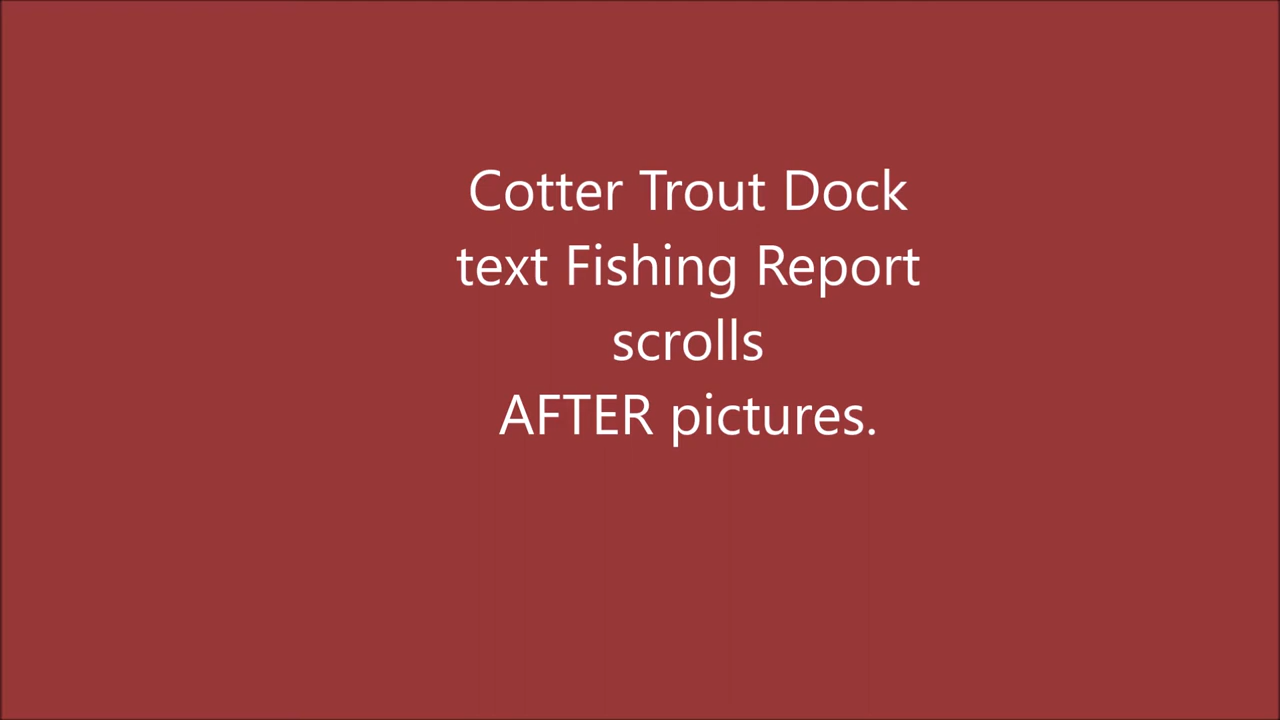 Cotter Trout Dock
text Fishing Report
scrolls
AFTER pictures.